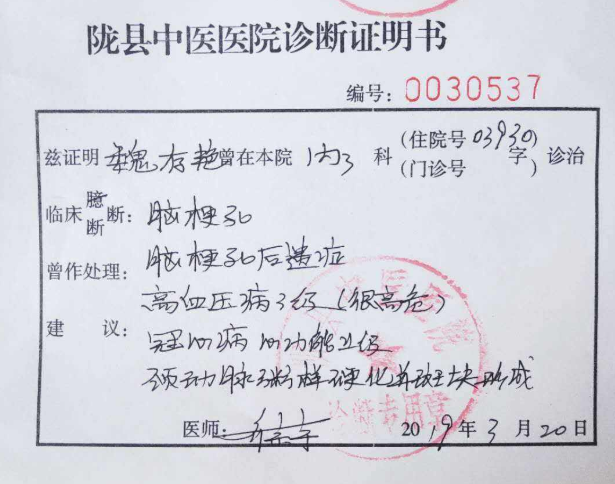 陇县中医医院诊断证明书
编号：0030537
兹证明 魏存艳 曾在本院 内3 科 (住院号 03930) 字 (门诊号 ) 诊治
临床臆断断：脑梗死
曾作处理：脑梗死后遗症
高血压病3级（很高危）
建 议：冠心病 心功能Ⅱ级
颈动脉粥样硬化并斑块形成
诊断专用章
医师：
2019年3月20日